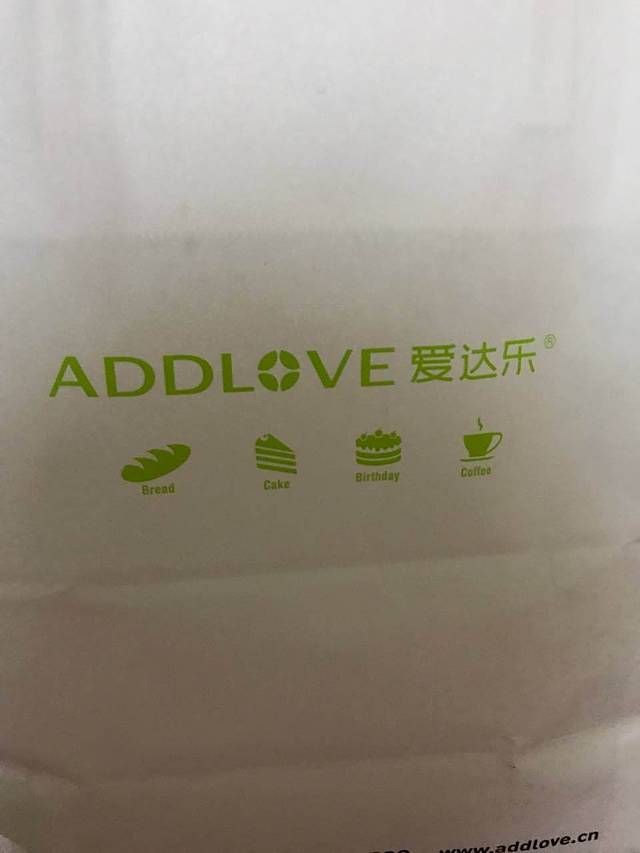 ADDLOVE 爱达乐®
Bread Cake Birthday Coffee
www.addlove.cn